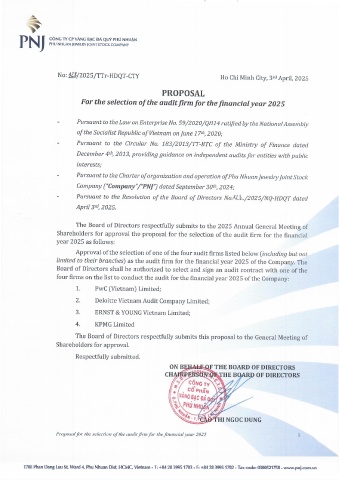 PNJ
CÔNG TY CP VÀNG BẠC ĐÁ QUÝ PHÚ NHUẬN
PHU NHUAN JEWELRY JOINT STOCK COMPANY
No: /2025/TTr-HDQT-CTY
Ho Chi Minh City, 3rd April, 2025
PROPOSAL
For the selection of the audit firm for the financial year 2025
- Pursuant to the Law on Enterprise No. 59/2020/QH14 ratified by the National Assembly
of the Socialist Republic of Vietnam on June 17th, 2020;
- Pursuant to the Circular No. 183/2013/TT-BTC of the Ministry of Finance dated
December 4th, 2013, providing guidance on independent audits for entities with public
interests;
- Pursuant to the Charter of organization and operation of Phu Nhuan Jewelry Joint Stock
Company ("Company"/"PNJ") dated September 30th, 2024;
- Pursuant to the Resolution of the Board of Directors No. /2025/NQ-HDQT dated
April 3rd, 2025.
The Board of Directors respectfully submits to the 2025 Annual General Meeting of
Shareholders for approval the proposal for the selection of the audit firm for the financial
year 2025 as follows:
Approval of the selection of one of the four audit firms listed below (including but not
limited to their branches) as the audit firm for the financial year 2025 of the Company. The
Board of Directors shall be authorized to select and sign an audit contract with one of the
four firms on the list to conduct the audit for the financial year 2025 of the Company:
1. PwC (Vietnam) Limited;
2. Deloitte Vietnam Audit Company Limited;
3. ERNST & YOUNG Vietnam Limited;
4. KPMG Limited
The Board of Directors respectfully submits this proposal to the General Meeting of
Shareholders for approval.
Respectfully submitted.
ON BEHALF OF THE BOARD OF DIRECTORS
CHAIRPERSON OF THE BOARD OF DIRECTORS
CÔNG TY
CỔ PHẦN
VÀNG BẠC ĐÁ QUÝ
PHÚ NHUẬN
CAO THI NGOC DUNG
Proposal for the selection of the audit firm for the financial year 2025
1
170E Phan Dang Luu St, Ward 4, Phu Nhuan Dist, HCMC, Vietnam - T: +84 28 3995 1703 - F: +84 28 3995 1702 - Tax code: 0300521758 - www.pnj.com.vn